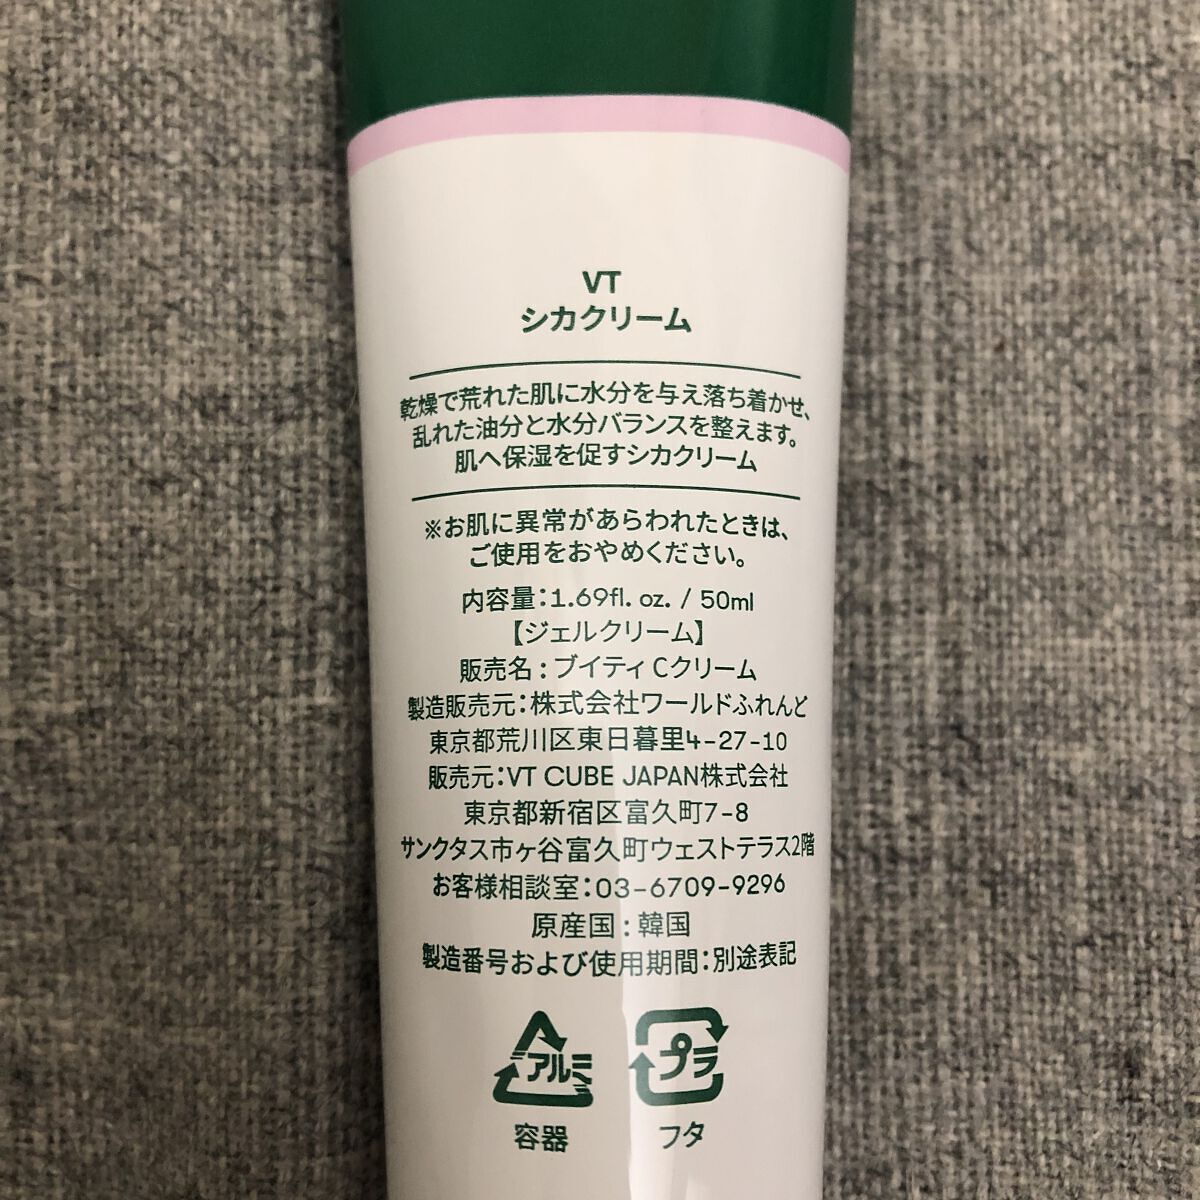 VT
シカクリーム
乾燥で荒れた肌に水分を与え落ち着かせ、
乱れた油分と水分バランスを整えます。
肌へ保湿を促すシカクリーム
※お肌に異常があらわれたときは、
ご使用をおやめください。
内容量:1.69fl. oz. / 50ml
【ジェルクリーム】
販売名 : ブイティ Cクリーム
製造販売元:株式会社ワールドふれんど
東京都荒川区東日暮里4-27-10
販売元:VT CUBE JAPAN株式会社
東京都新宿区富久町7-8
サンクタス市ヶ谷富久町ウェストテラス2階
お客様相談室:03-6709-9296
原産国 : 韓国
製造番号および使用期間:別途表記
アルミ プラ
容器 フタ